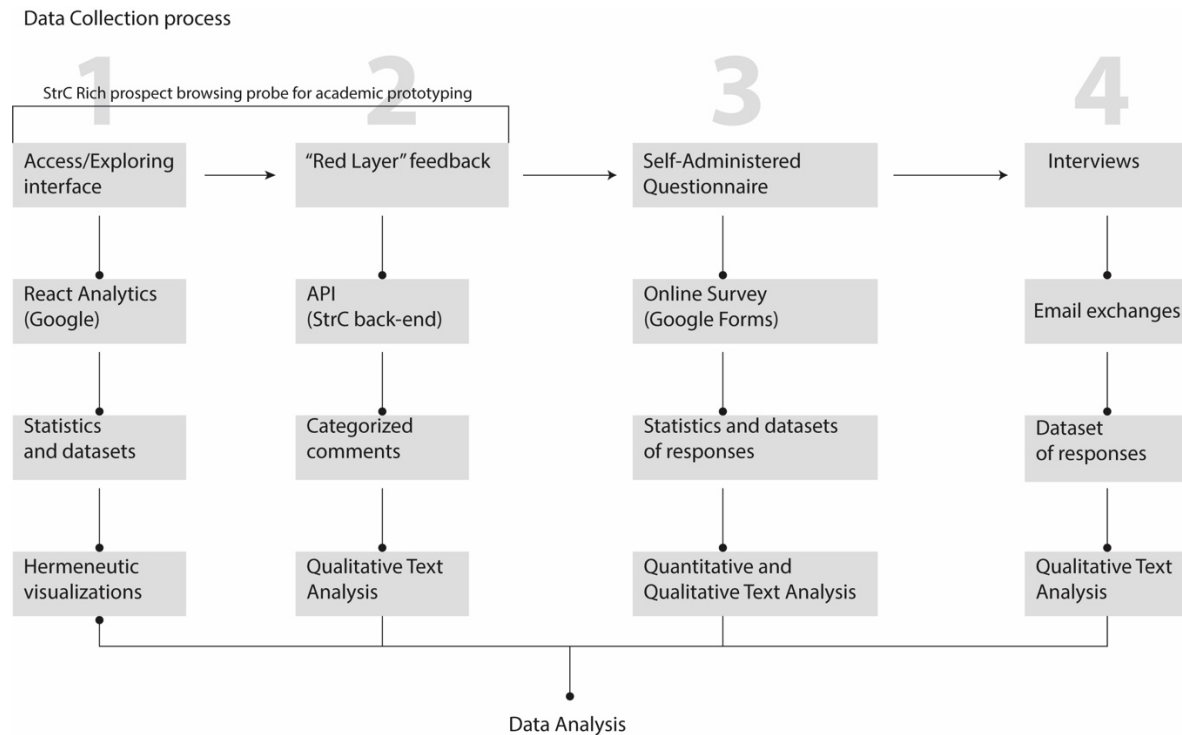 Data Collection process
1
2
3
4
StrC Rich prospect browsing probe for academic prototyping
Access/Exploring
interface
“Red Layer” feedback
Self-Administered
Questionnaire
Interviews
React Analytics
(Google)
API
(StrC back-end)
Online Survey
(Google Forms)
Email exchanges
Statistics
and datasets
Categorized
comments
Statistics and datasets
of responses
Dataset
of responses
Hermeneutic
visualizations
Qualitative Text
Analysis
Quantitative and
Qualitative Text Analysis
Qualitative Text
Analysis
Data Analysis